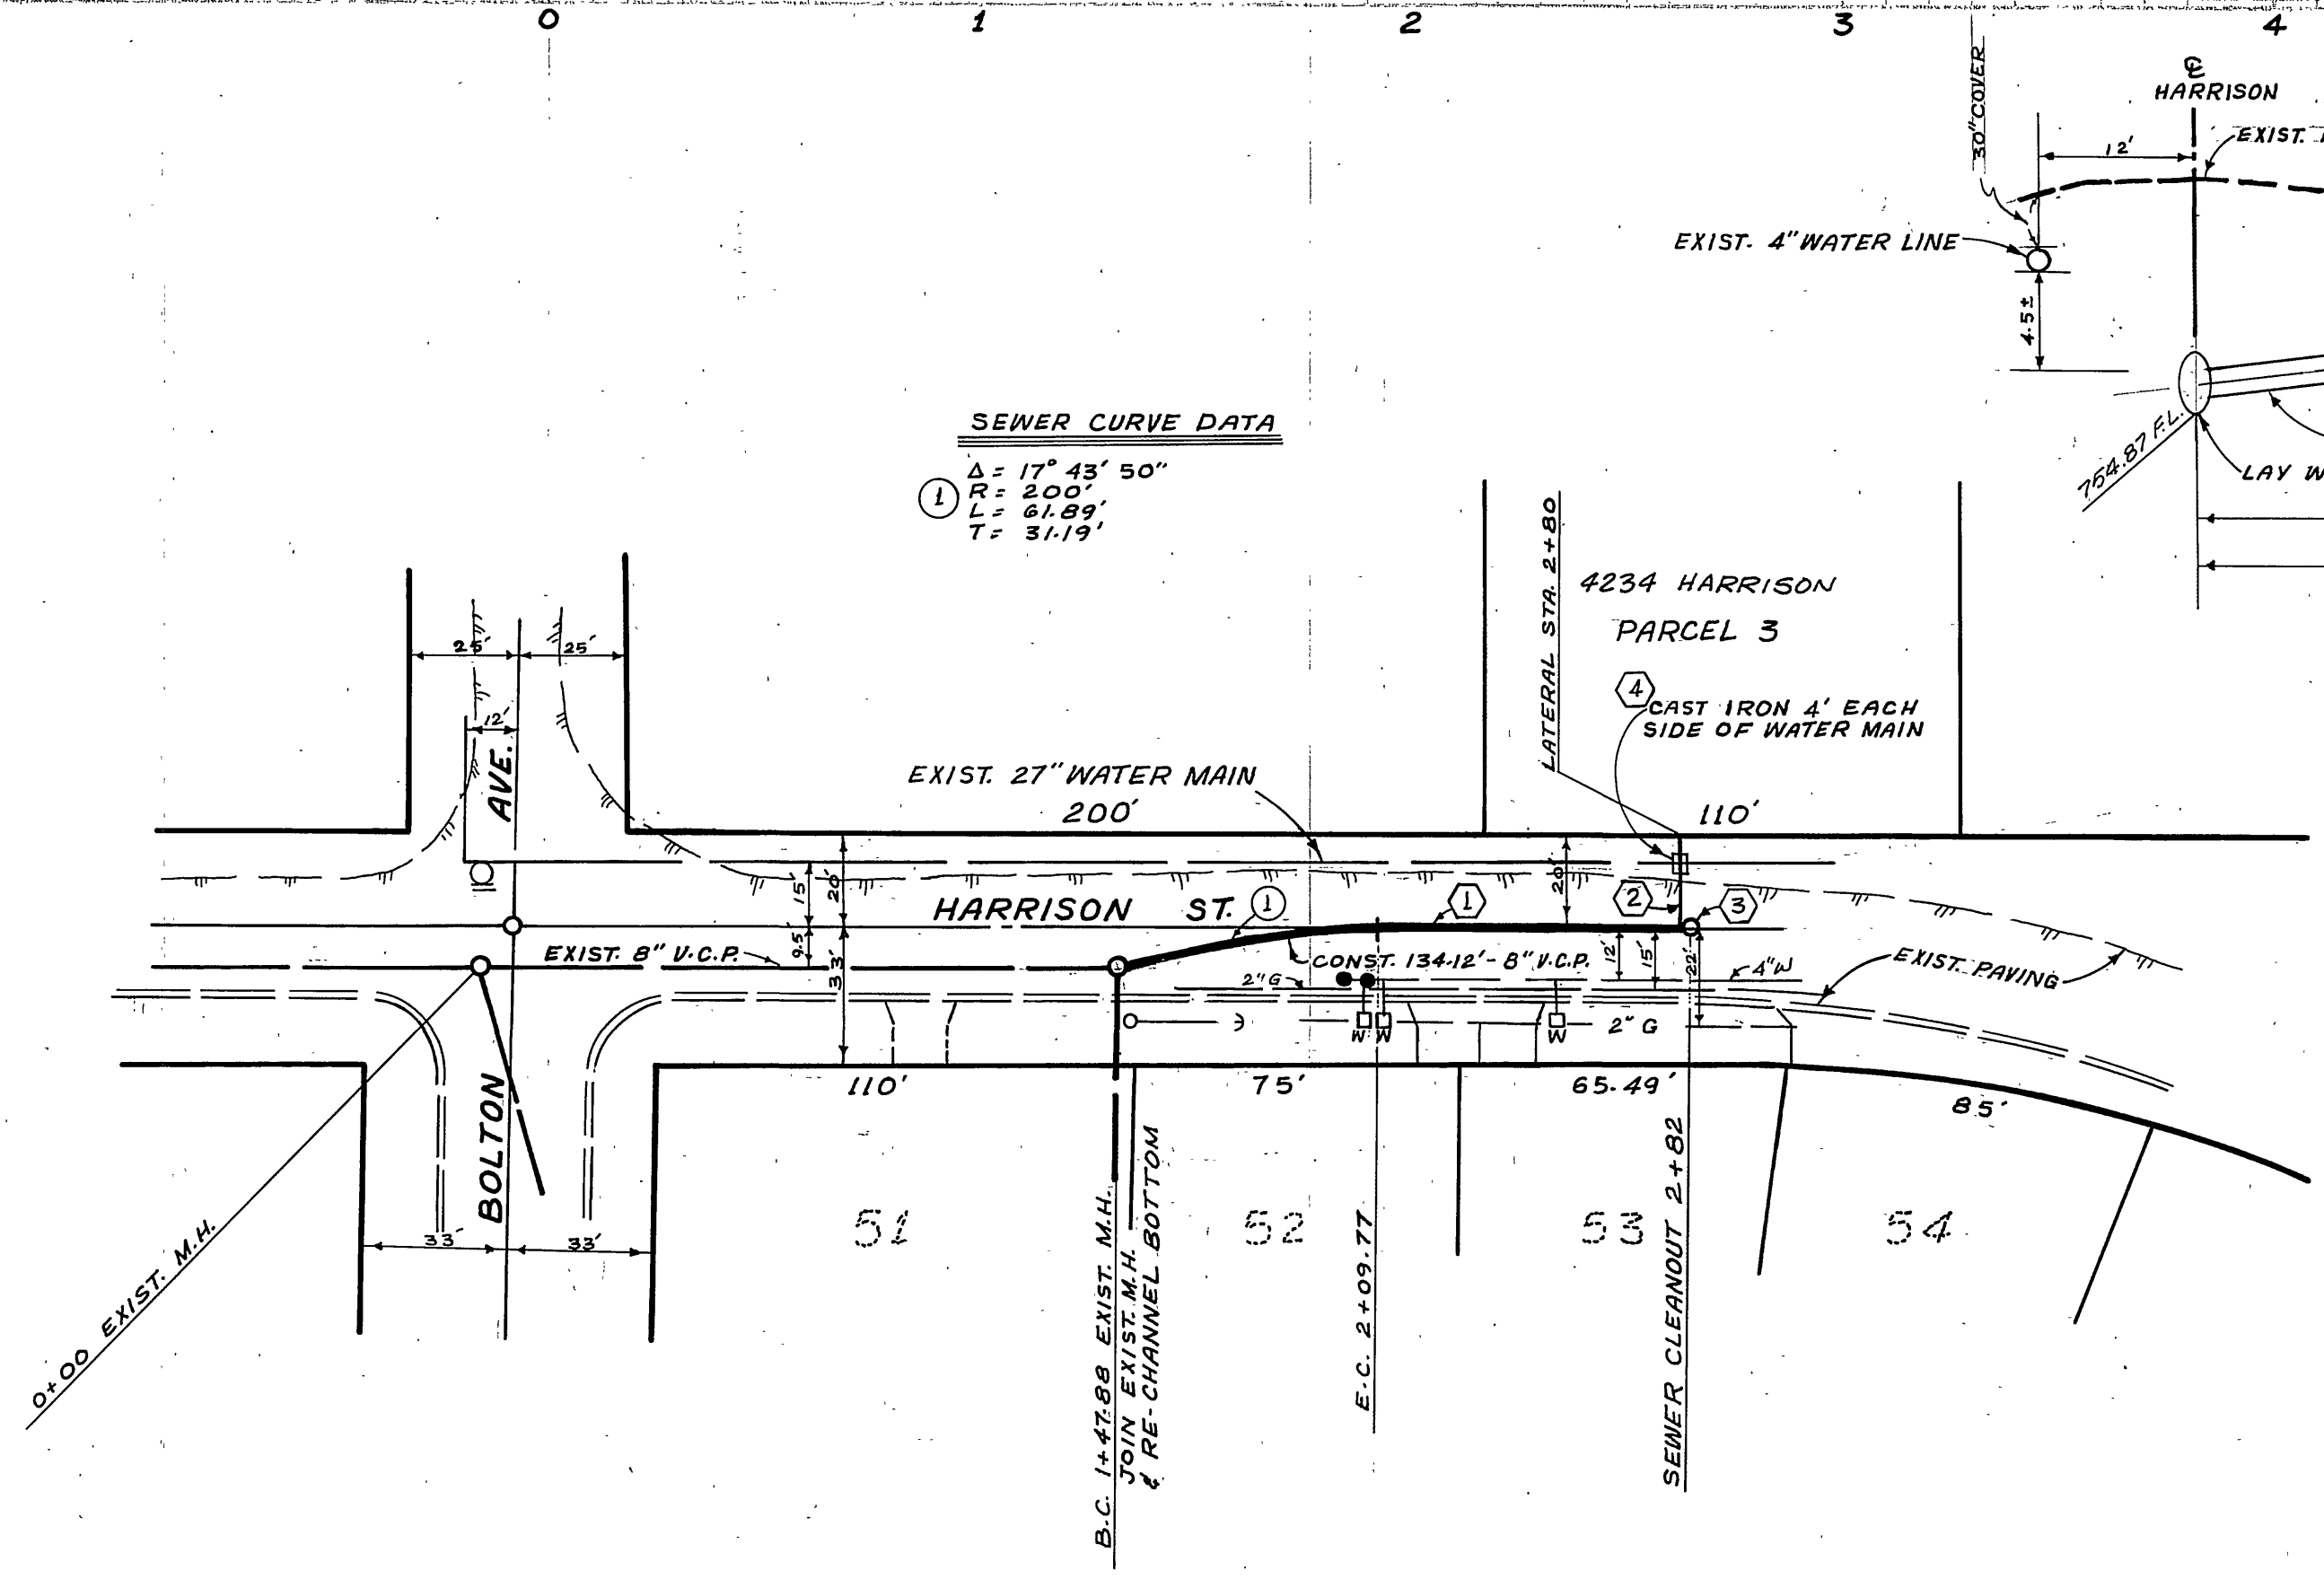 0 1 2 3 4
℄
HARRISON
30" COVER
12'
EXIST.
EXIST. 4" WATER LINE
4.5±
754.87 F.L.
LAY
SEWER CURVE DATA
1
Δ = 17° 43' 50"
R = 200'
L = 61.89'
T = 31.19'
LATERAL STA. 2+80
4234 HARRISON
PARCEL 3
4
CAST IRON 4' EACH
SIDE OF WATER MAIN
25' 25'
12'
AVE.
EXIST. 27" WATER MAIN
200'
110'
15' 20' 20'
HARRISON ST. 1 1 2 3
9.5' 33'
EXIST. 8" V.C.P.
CONST. 134.12' - 8" V.C.P.
12' 15' 22'
2" G
4" W
EXIST. PAVING
W W W
2" G
110' 75' 65.49' 85'
BOLTON
33' 33'
51 52 53 54
0+00 EXIST. M.H.
B.C. 1+47.88 EXIST. M.H.
JOIN EXIST. M.H.
& RE-CHANNEL BOTTOM
E.C. 2+09.77
SEWER CLEANOUT 2+82